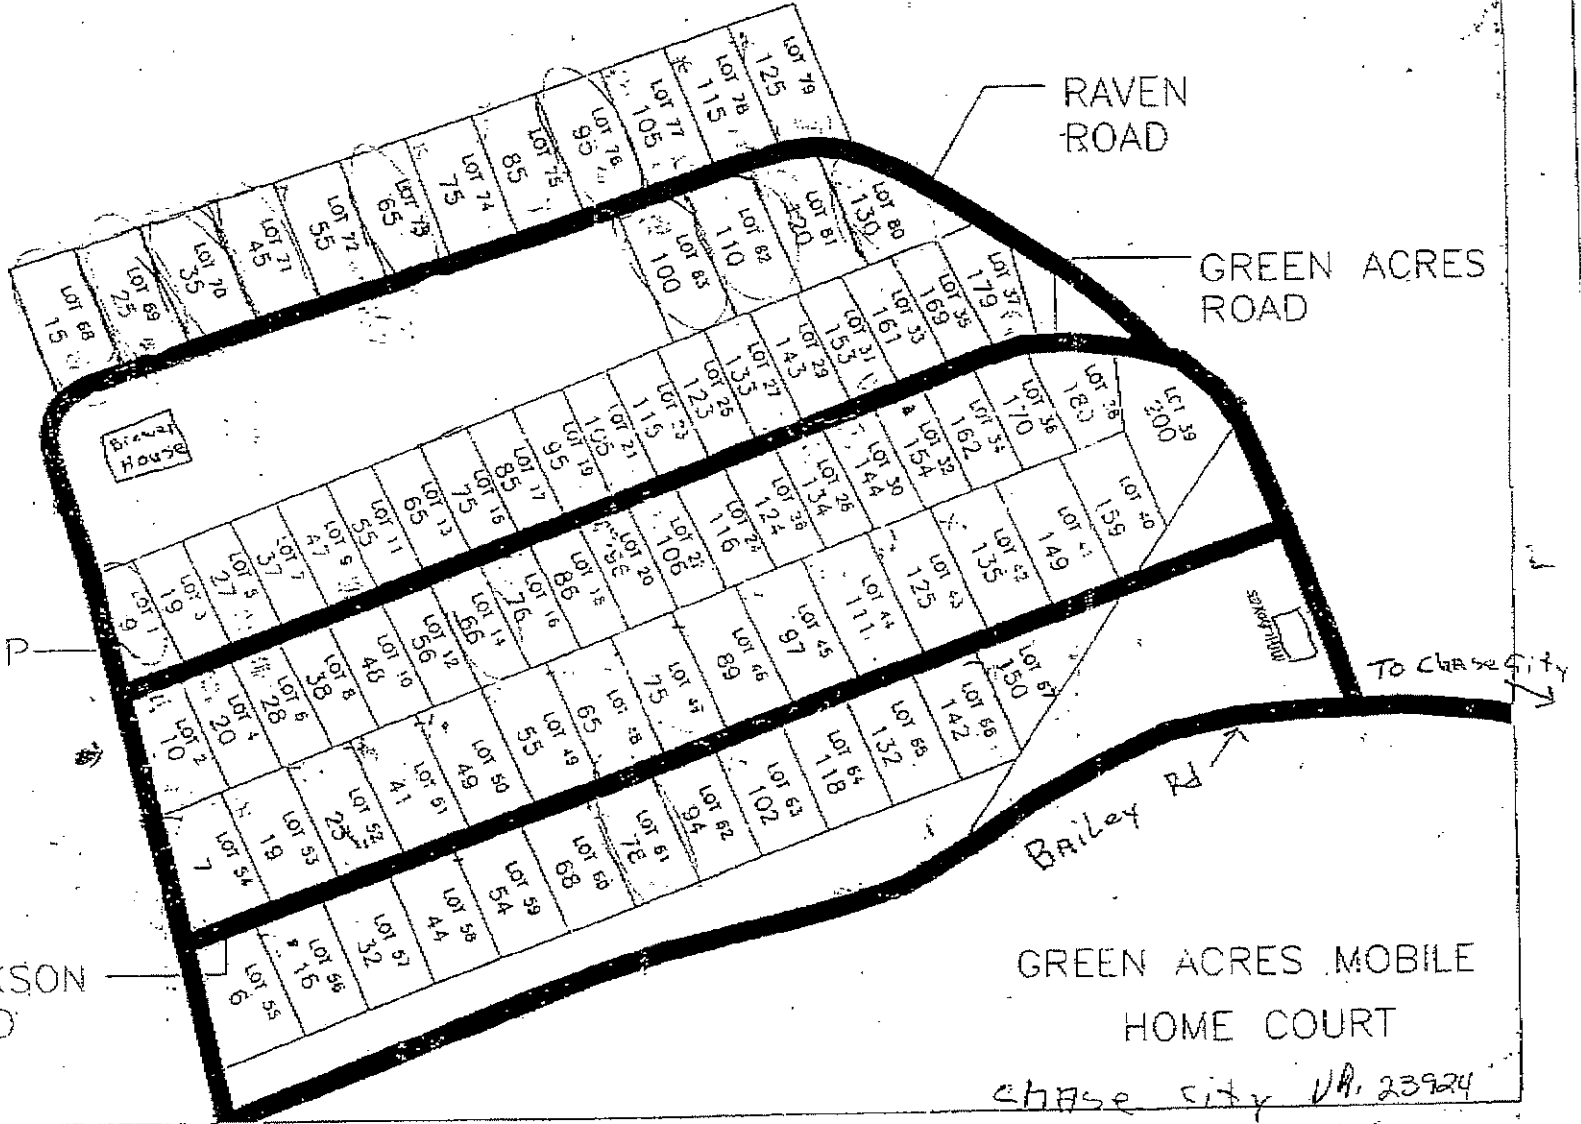 RAVEN
ROAD
GREEN ACRES
ROAD
LOT 79
125
LOT 78
115
LOT 77
105
LOT 76
95
LOT 75
85
LOT 74
75
LOT 73
65
LOT 72
55
LOT 71
45
LOT 70
35
LOT 69
25
LOT 68
15
LOT 80
130
LOT 81
120
LOT 82
110
LOT 83
100
House
LOT 37
179
LOT 35
169
LOT 33
161
LOT 31
153
LOT 29
143
LOT 27
133
LOT 25
123
LOT 23
115
LOT 21
105
LOT 19
95
LOT 17
85
LOT 15
75
LOT 13
65
LOT 11
55
LOT 9
47
LOT 7
37
LOT 5
27
LOT 3
19
LOT 1
9
LOT 39
200
LOT 38
180
LOT 36
170
LOT 34
162
LOT 32
154
LOT 30
144
LOT 26
134
124
LOT 24
116
106
LOT 20
LOT 18
86
LOT 16
76
LOT 14
66
LOT 12
56
LOT 10
48
LOT 8
38
LOT 6
28
LOT 4
20
LOT 2
10
P
LOT 40
159
LOT 41
149
LOT 42
135
LOT 43
125
LOT 44
111
LOT 45
97
LOT 46
89
LOT 47
75
LOT 48
65
LOT 49
55
LOT 50
49
LOT 51
41
LOT 52
LOT 53
19
LOT 54
7
LOT 67
150
LOT 66
142
LOT 65
132
LOT 64
118
LOT 63
102
LOT 62
94
LOT 61
78
LOT 60
68
LOT 59
54
LOT 58
44
LOT 57
32
LOT 56
16
LOT 55
6
KSON
D
Mailboxes
To Chase City
Bailey Rd
GREEN ACRES MOBILE
HOME COURT
Chase City VA. 23924